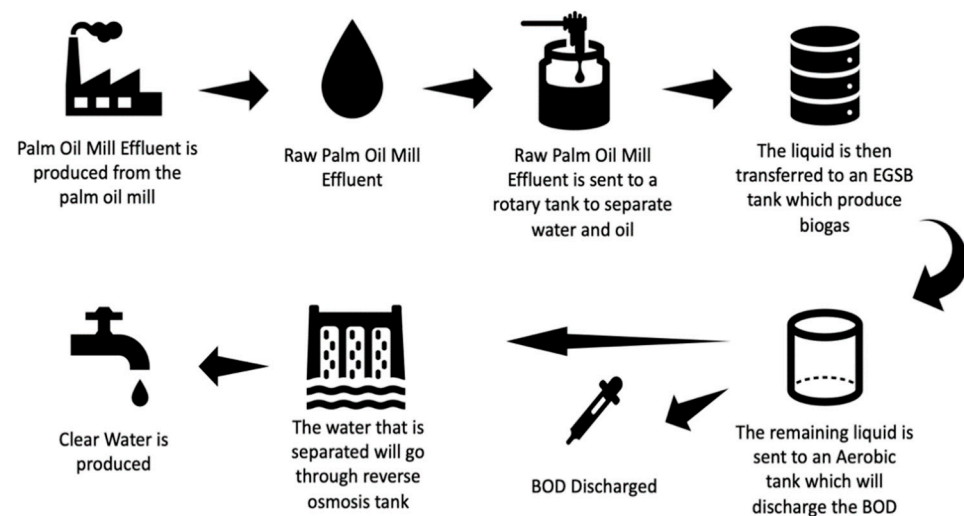 Palm Oil Mill Effluent is
produced from the
palm oil mill
Raw Palm Oil Mill
Effluent
Raw Palm Oil Mill
Effluent is sent to a
rotary tank to separate
water and oil
The liquid is then
transferred to an EGSB
tank which produce
biogas
The remaining liquid is
sent to an Aerobic
tank which will
discharge the BOD
BOD Discharged
The water that is
separated will go
through reverse
osmosis tank
Clear Water is
produced